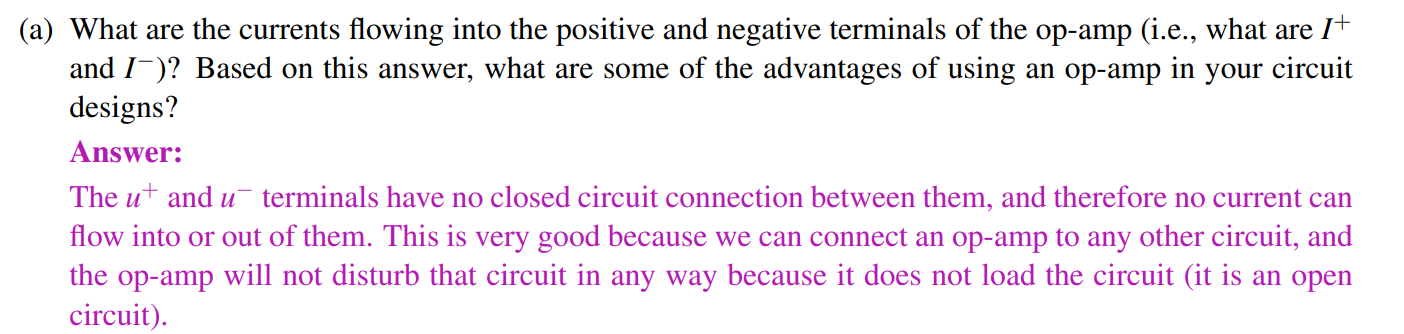 (a) What are the currents flowing into the positive and negative terminals of the op-amp (i.e., what are I⁺
and I⁻)? Based on this answer, what are some of the advantages of using an op-amp in your circuit
designs?
Answer:
The u⁺ and u⁻ terminals have no closed circuit connection between them, and therefore no current can
flow into or out of them. This is very good because we can connect an op-amp to any other circuit, and
the op-amp will not disturb that circuit in any way because it does not load the circuit (it is an open
circuit).